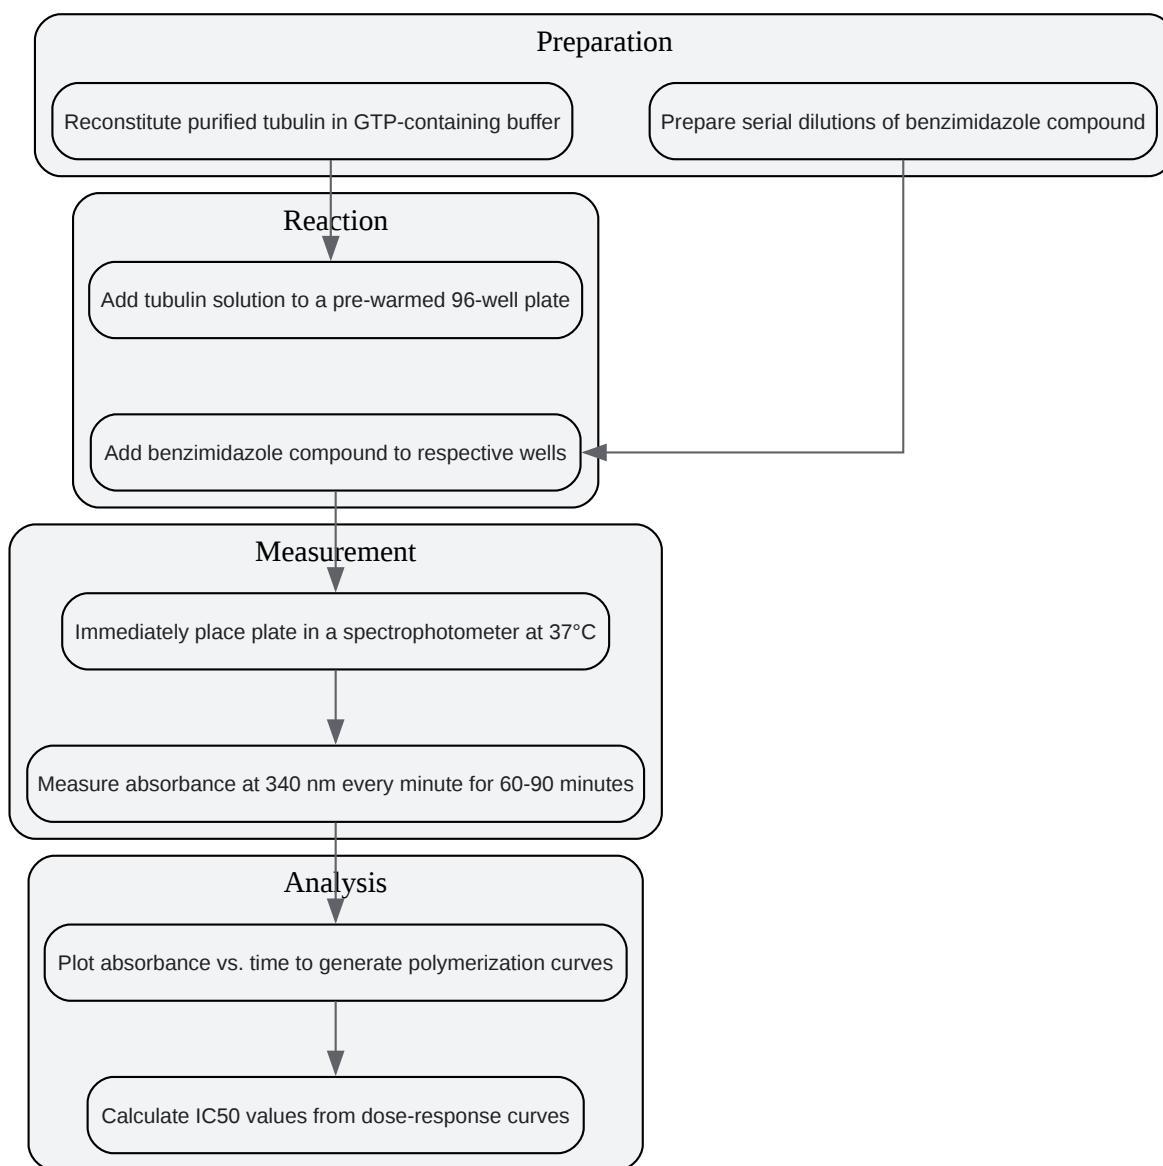 Preparation
Reconstitute purified tubulin in GTP-containing buffer
Prepare serial dilutions of benzimidazole compound
Reaction
Add tubulin solution to a pre-warmed 96-well plate
Add benzimidazole compound to respective wells
Measurement
Immediately place plate in a spectrophotometer at 37°C
Measure absorbance at 340 nm every minute for 60-90 minutes
Analysis
Plot absorbance vs. time to generate polymerization curves
Calculate IC50 values from dose-response curves